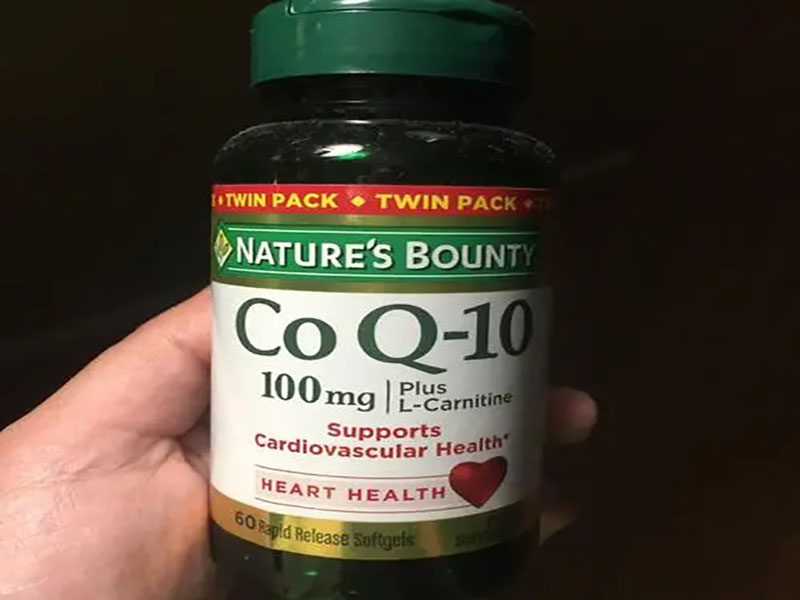 TWIN PACK ◆ TWIN PACK
NATURE'S BOUNTY
Co Q-10
100mg | Plus
L-Carnitine
Supports
Cardiovascular Health*
HEART HEALTH
60 Rapid Release Softgels